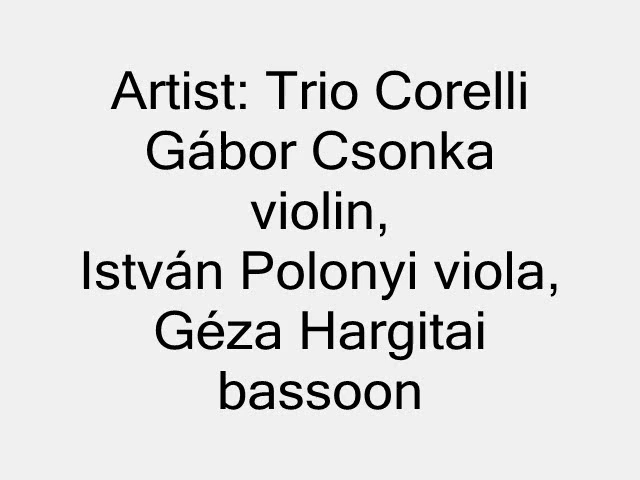 Artist: Trio Corelli
Gábor Csonka
violin,
István Polonyi viola,
Géza Hargitai
bassoon